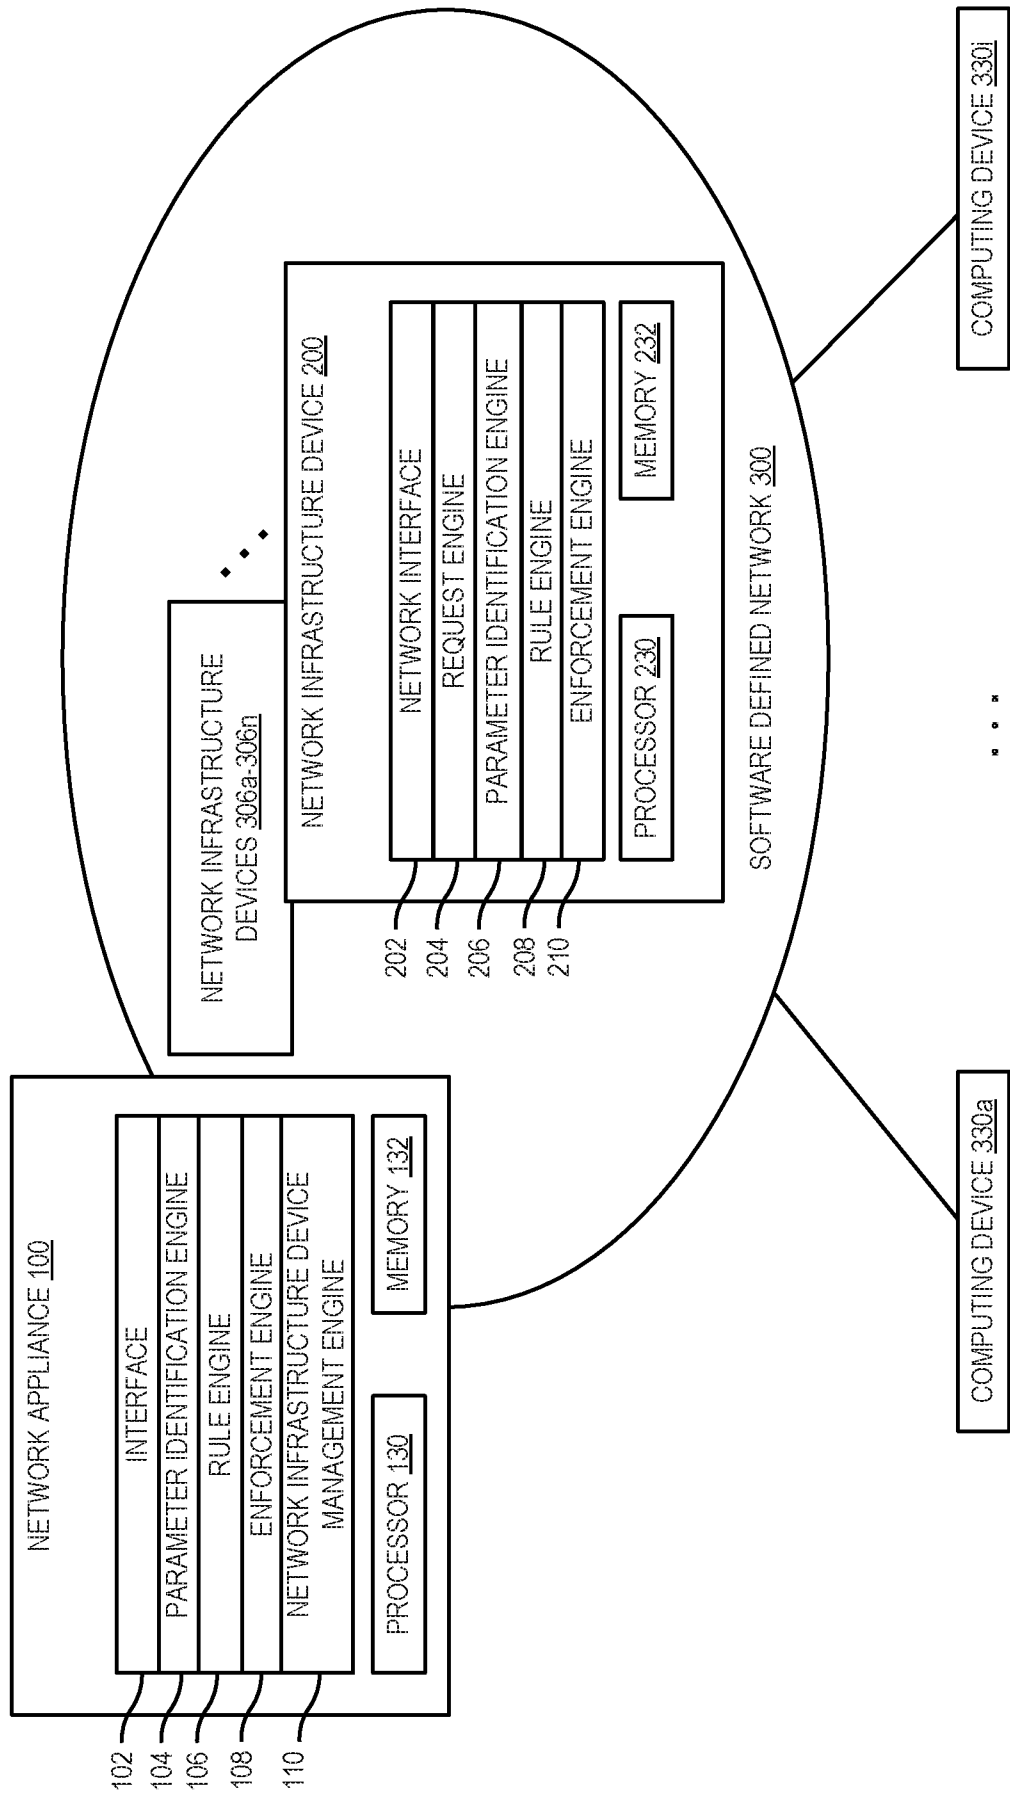 NETWORK APPLIANCE 100
102
INTERFACE
104
PARAMETER IDENTIFICATION ENGINE
106
RULE ENGINE
108
ENFORCEMENT ENGINE
110
NETWORK INFRASTRUCTURE DEVICE
MANAGEMENT ENGINE
PROCESSOR 130
MEMORY 132
NETWORK INFRASTRUCTURE
DEVICES 306a-306n
NETWORK INFRASTRUCTURE DEVICE 200
202
NETWORK INTERFACE
204
REQUEST ENGINE
206
PARAMETER IDENTIFICATION ENGINE
208
RULE ENGINE
210
ENFORCEMENT ENGINE
PROCESSOR 230
MEMORY 232
SOFTWARE DEFINED NETWORK 300
COMPUTING DEVICE 330a
COMPUTING DEVICE 330i